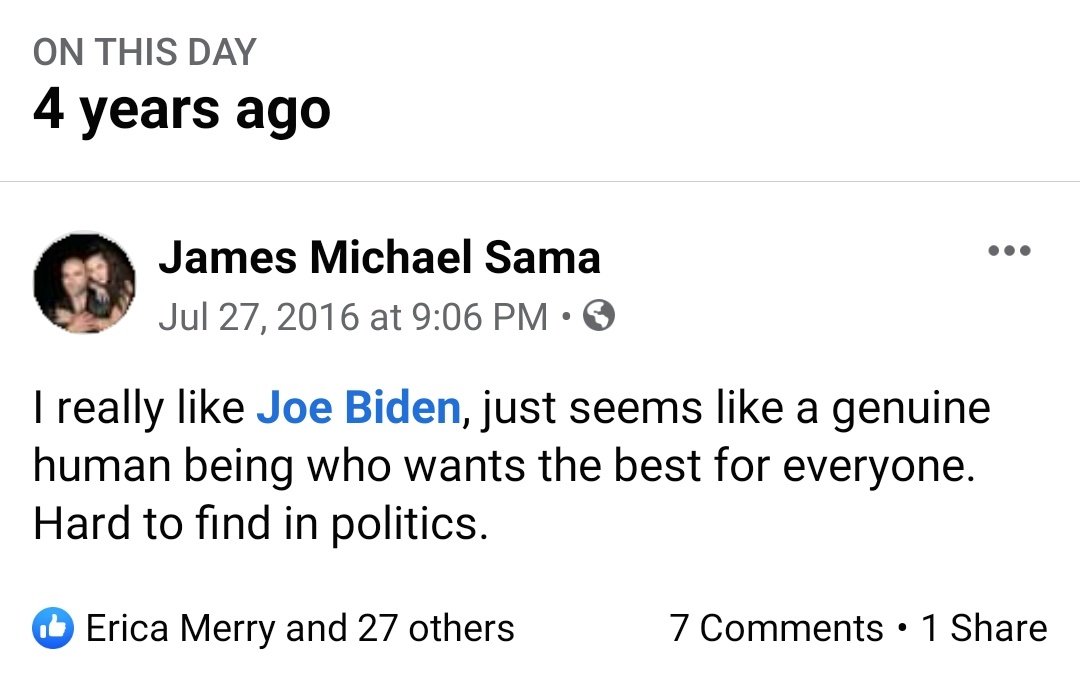 ON THIS DAY
4 years ago
James Michael Sama
Jul 27, 2016 at 9:06 PM •
I really like Joe Biden, just seems like a genuine
human being who wants the best for everyone.
Hard to find in politics.
Erica Merry and 27 others 7 Comments • 1 Share